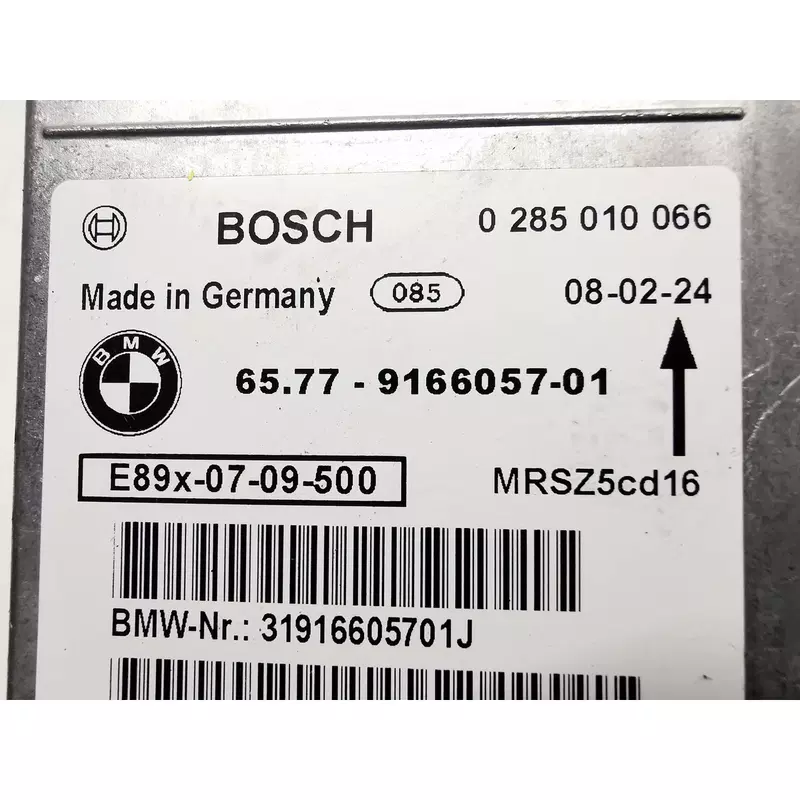 BOSCH 0 285 010 066
Made in Germany 085 08-02-24
BMW
65.77 - 9166057-01
E89x-07-09-500 MRSZ5cd16
BMW-Nr.: 31916605701J